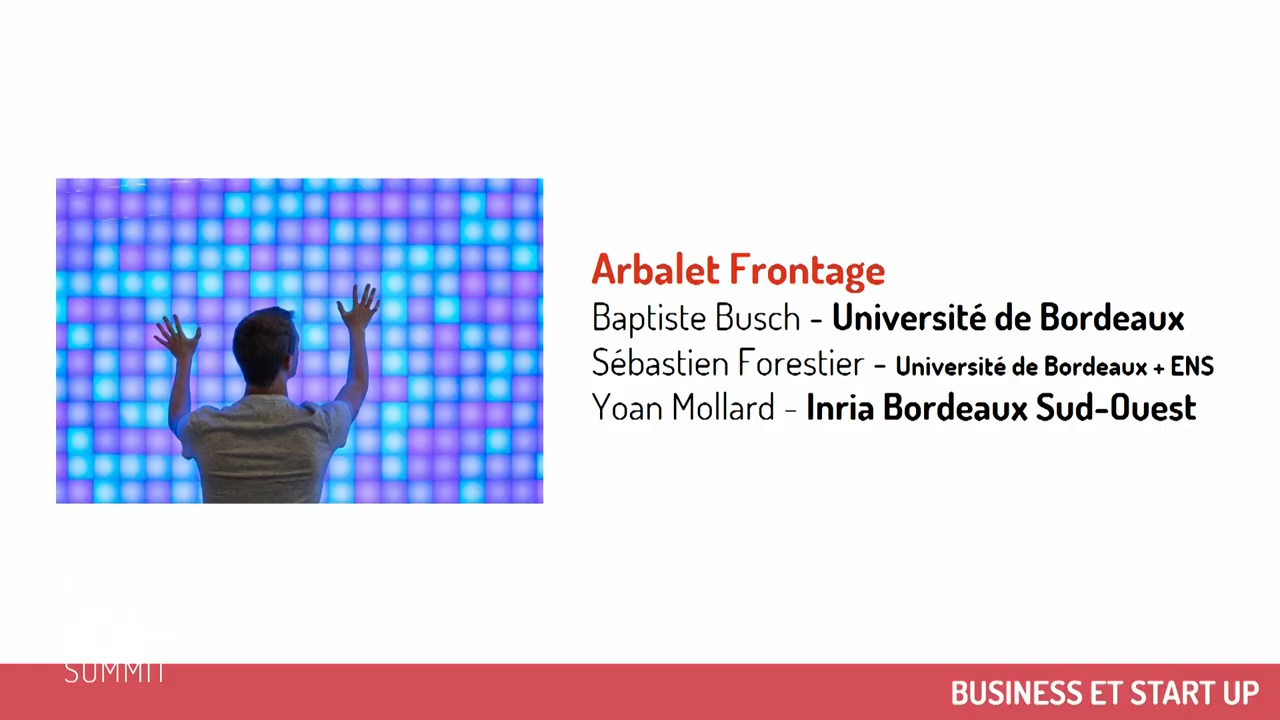 Arbalet Frontage
Baptiste Busch - Université de Bordeaux
Sébastien Forestier - Université de Bordeaux + ENS
Yoan Mollard - Inria Bordeaux Sud-Ouest
SUMMIT
BUSINESS ET START UP